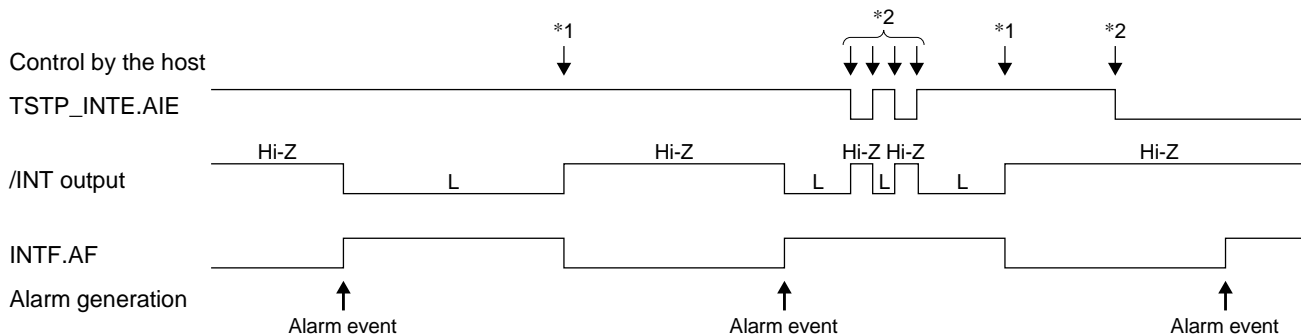 *1 *2 *1 *2
Control by the host
TSTP_INTE.AIE
Hi-Z Hi-Z Hi-Z Hi-Z Hi-Z
/INT output
L L L L
INTF.AF
Alarm generation
Alarm event Alarm event Alarm event